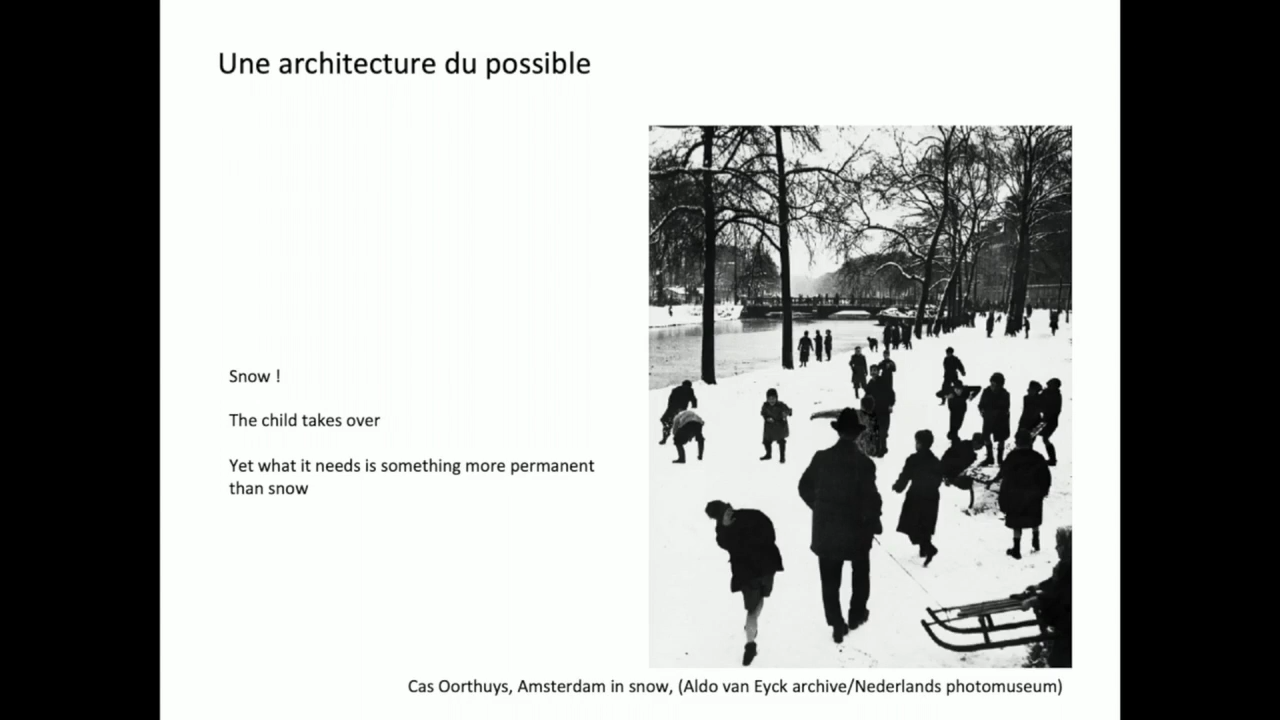 Une architecture du possible
Snow !
The child takes over
Yet what it needs is something more permanent
than snow
Cas Oorthuys, Amsterdam in snow, (Aldo van Eyck archive/Nederlands photomuseum)